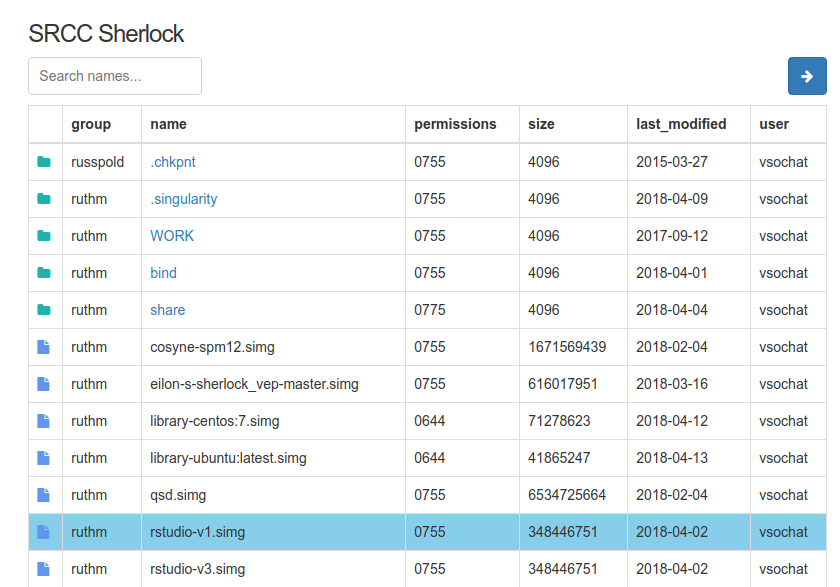 SRCC Sherlock
Search names...
group name permissions size last_modified user
russpold .chkpnt 0755 4096 2015-03-27 vsochat
ruthm .singularity 0755 4096 2018-04-09 vsochat
ruthm WORK 0755 4096 2017-09-12 vsochat
ruthm bind 0755 4096 2018-04-01 vsochat
ruthm share 0775 4096 2018-04-04 vsochat
ruthm cosyne-spm12.simg 0755 1671569439 2018-02-04 vsochat
ruthm eilon-s-sherlock_vep-master.simg 0755 616017951 2018-03-16 vsochat
ruthm library-centos:7.simg 0644 71278623 2018-04-12 vsochat
ruthm library-ubuntu:latest.simg 0644 41865247 2018-04-13 vsochat
ruthm qsd.simg 0755 6534725664 2018-02-04 vsochat
ruthm rstudio-v1.simg 0755 348446751 2018-04-02 vsochat
ruthm rstudio-v3.simg 0755 348446751 2018-04-02 vsochat